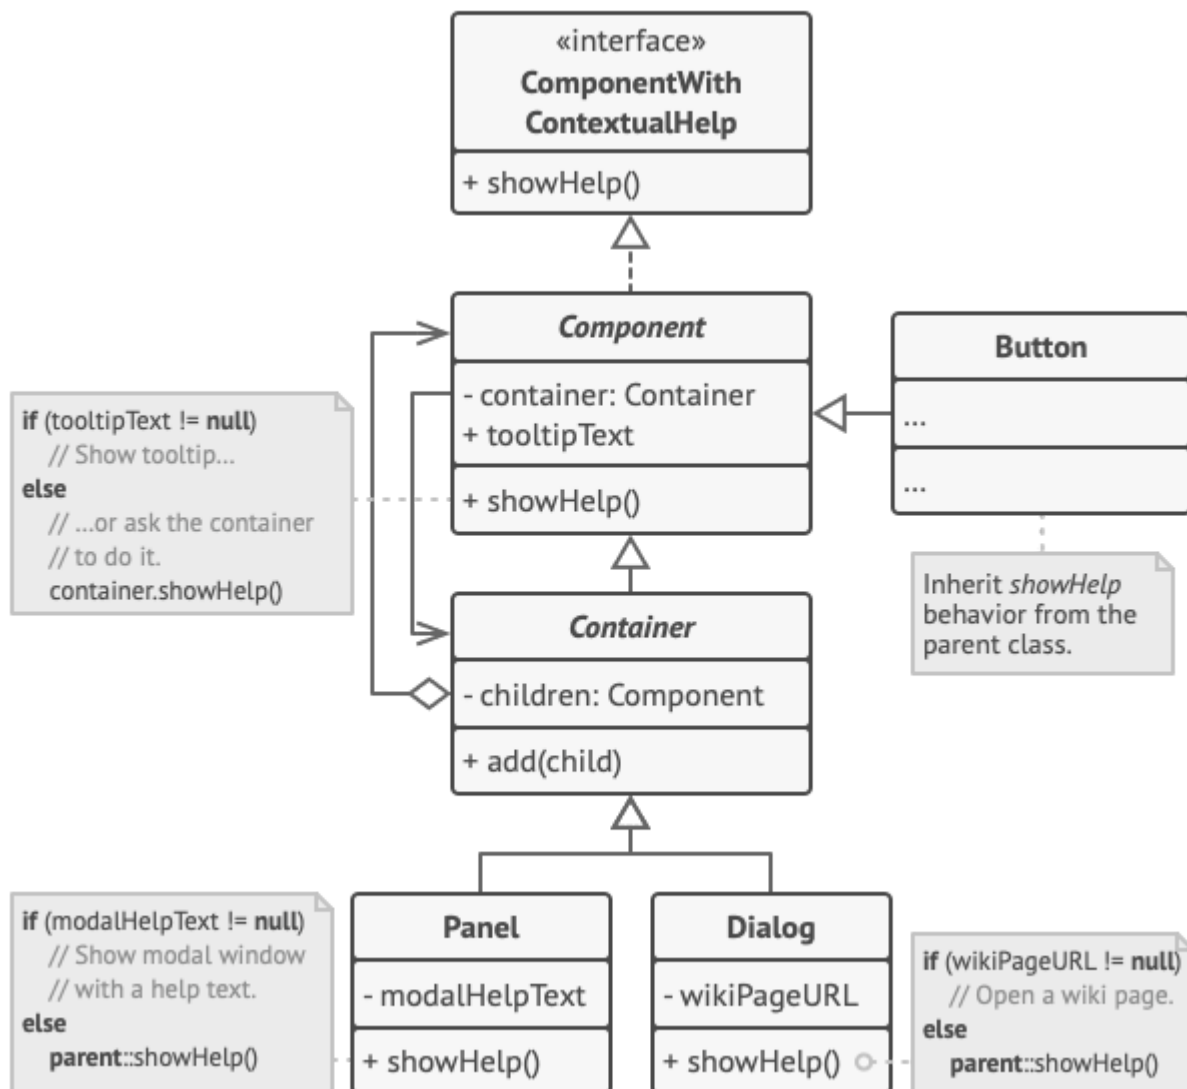 «interface»
ComponentWith
ContextualHelp
+ showHelp()
Component
- container: Container
+ tooltipText
+ showHelp()
Button
...
...
if (tooltipText != null)
// Show tooltip...
else
// ...or ask the container
// to do it.
container.showHelp()
Inherit showHelp
behavior from the
parent class.
Container
- children: Component
+ add(child)
if (modalHelpText != null)
// Show modal window
// with a help text.
else
parent::showHelp()
Panel
- modalHelpText
+ showHelp()
Dialog
- wikiPageURL
+ showHelp()
if (wikiPageURL != null)
// Open a wiki page.
else
parent::showHelp()